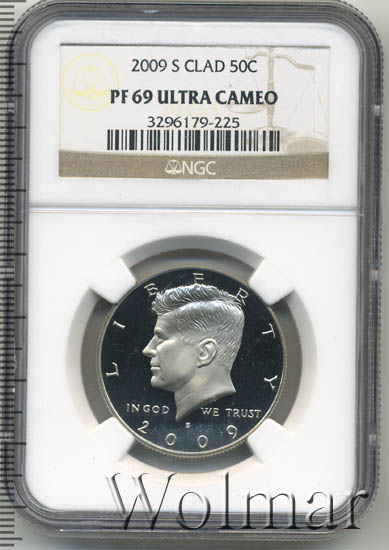 2009 S CLAD 50C
PF 69 ULTRA CAMEO
3296179-225
NGC
LIBERTY
IN GOD WE TRUST
S
2009
Wolmar